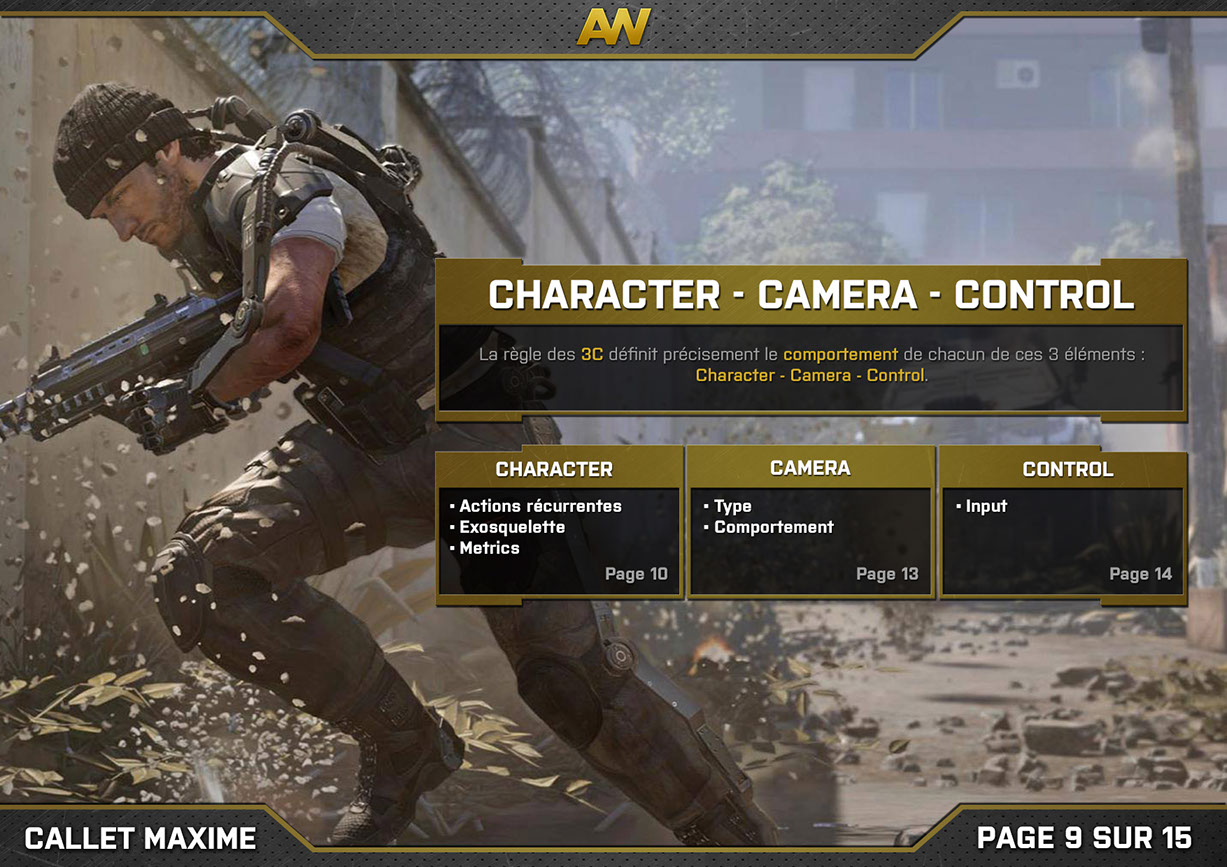 AW
CHARACTER - CAMERA - CONTROL
La règle des 3C définit précisement le comportement de chacun de ces 3 éléments :
Character - Camera - Control.
CHARACTER
• Actions récurrentes
• Exosquelette
• Metrics
Page 10
CAMERA
• Type
• Comportement
Page 13
CONTROL
• Input
Page 14
CALLET MAXIME
PAGE 9 SUR 15